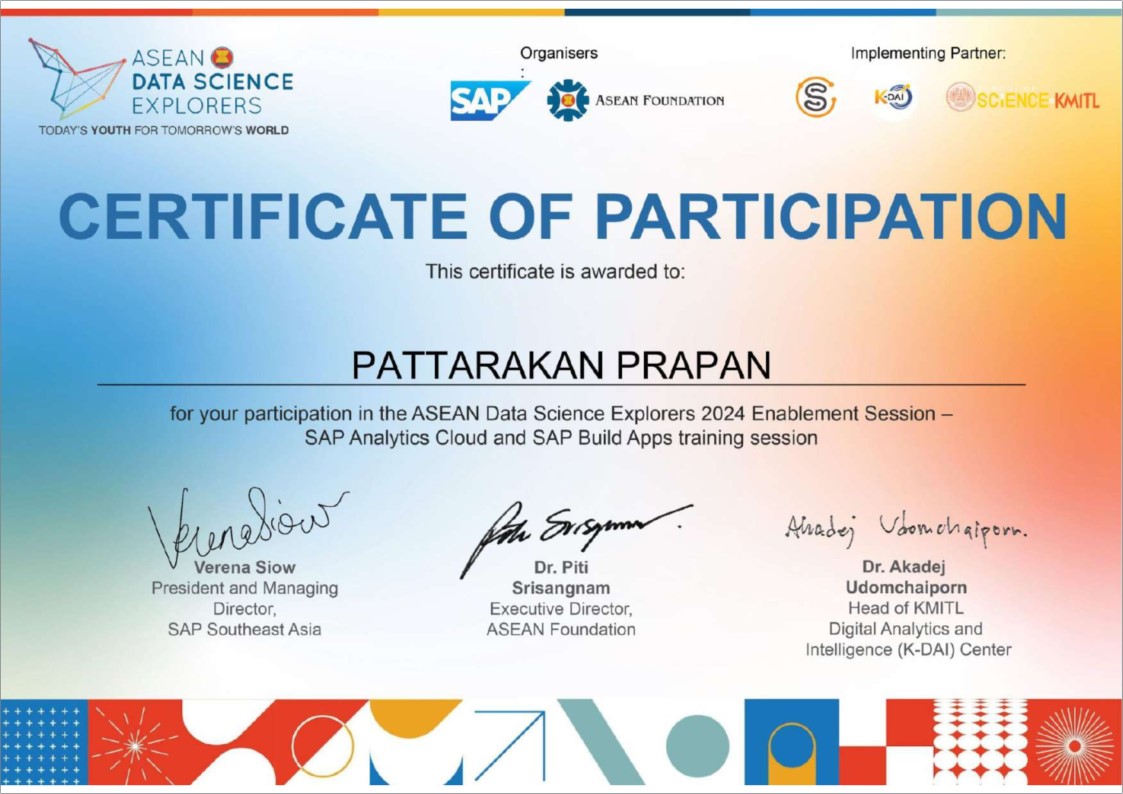 ASEAN
DATA SCIENCE
EXPLORERS
TODAY'S YOUTH FOR TOMORROW'S WORLD
Organisers
:
SAP
ASEAN FOUNDATION
Implementing Partner:
S
K-DAI
SCIENCE KMITL
CERTIFICATE OF PARTICIPATION
This certificate is awarded to:
PATTARAKAN PRAPAN
for your participation in the ASEAN Data Science Explorers 2024 Enablement Session –
SAP Analytics Cloud and SAP Build Apps training session
Verena Siow
Verena Siow
President and Managing
Director,
SAP Southeast Asia
Dr. Piti
Srisangnam
Executive Director,
ASEAN Foundation
Akadej Udomchaiporn.
Dr. Akadej
Udomchaiporn
Head of KMITL
Digital Analytics and
Intelligence (K-DAI) Center